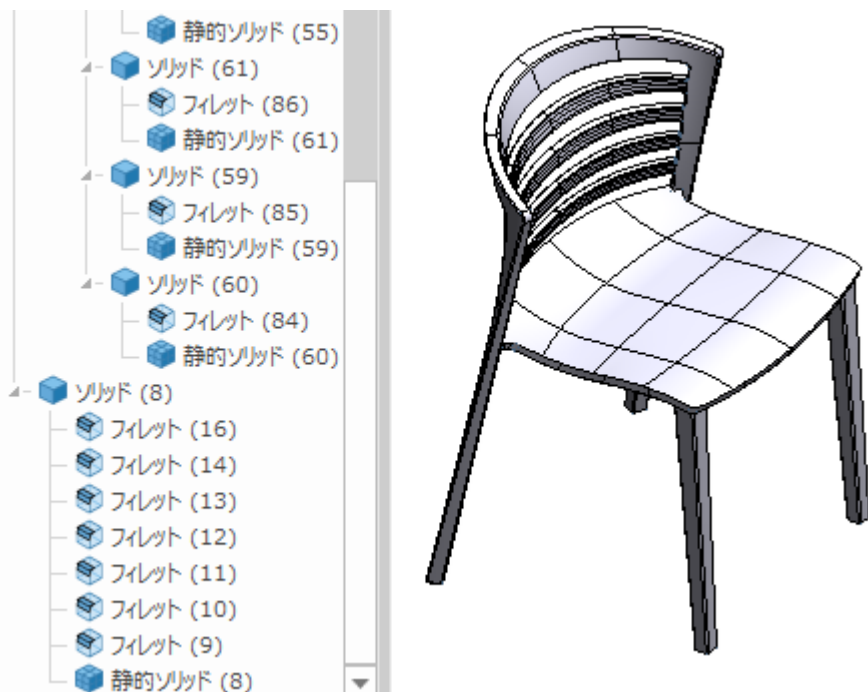 静的ソリッド (55)
ソリッド (61)
フィレット (86)
静的ソリッド (61)
ソリッド (59)
フィレット (85)
静的ソリッド (59)
ソリッド (60)
フィレット (84)
静的ソリッド (60)
ソリッド (8)
フィレット (16)
フィレット (14)
フィレット (13)
フィレット (12)
フィレット (11)
フィレット (10)
フィレット (9)
静的ソリッド (8)